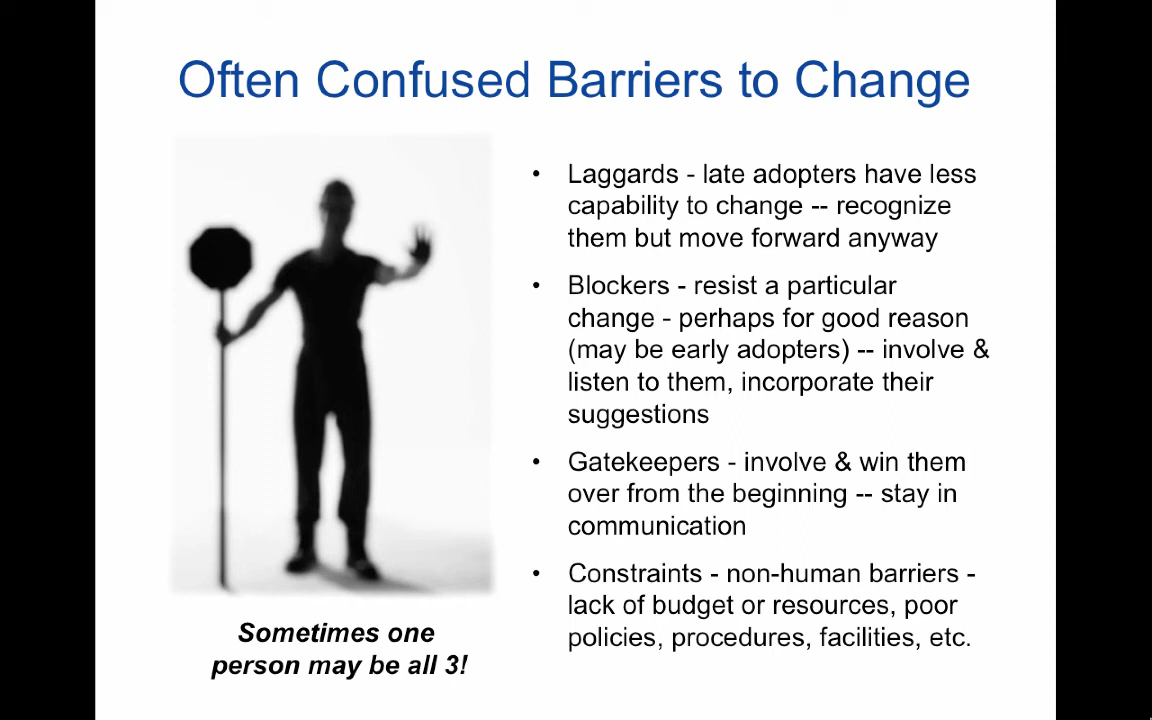 Often Confused Barriers to Change
• Laggards - late adopters have less
capability to change -- recognize
them but move forward anyway
• Blockers - resist a particular
change - perhaps for good reason
(may be early adopters) -- involve &
listen to them, incorporate their
suggestions
• Gatekeepers - involve & win them
over from the beginning -- stay in
communication
• Constraints - non-human barriers -
lack of budget or resources, poor
policies, procedures, facilities, etc.
Sometimes one
person may be all 3!